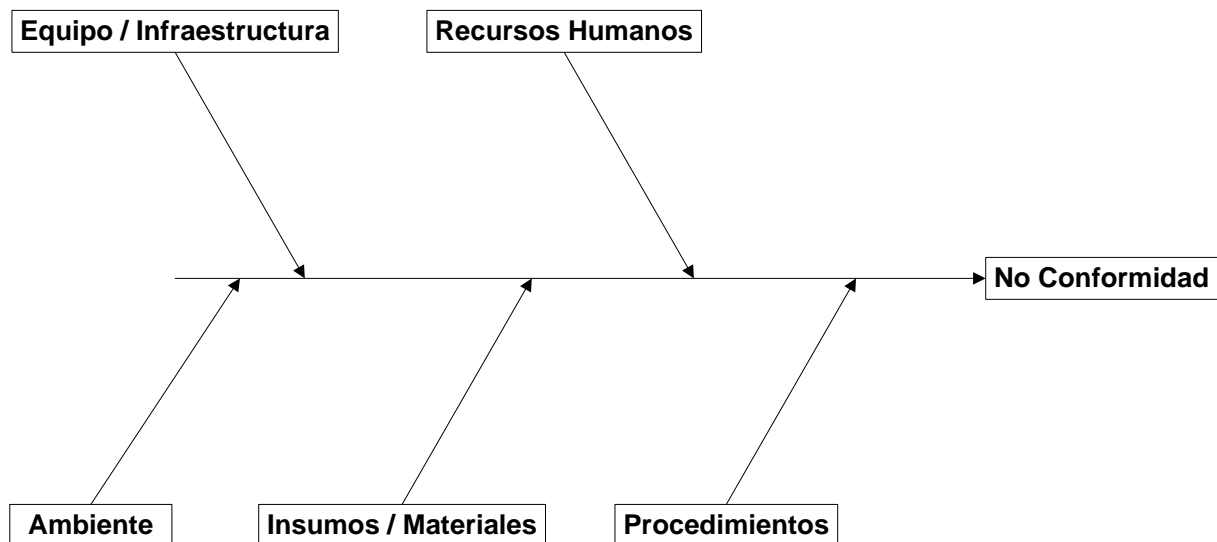 Equipo / Infraestructura
Recursos Humanos
No Conformidad
Ambiente
Insumos / Materiales
Procedimientos